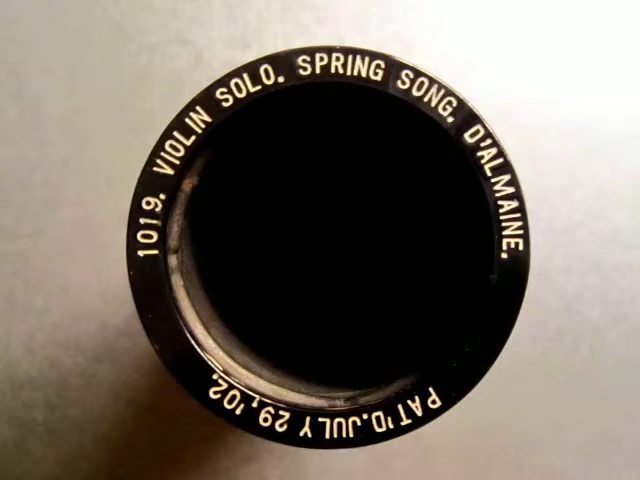 1019. VIOLIN SOLO. SPRING SONG. D'ALMAINE.
PAT'D. JULY 29, '02.